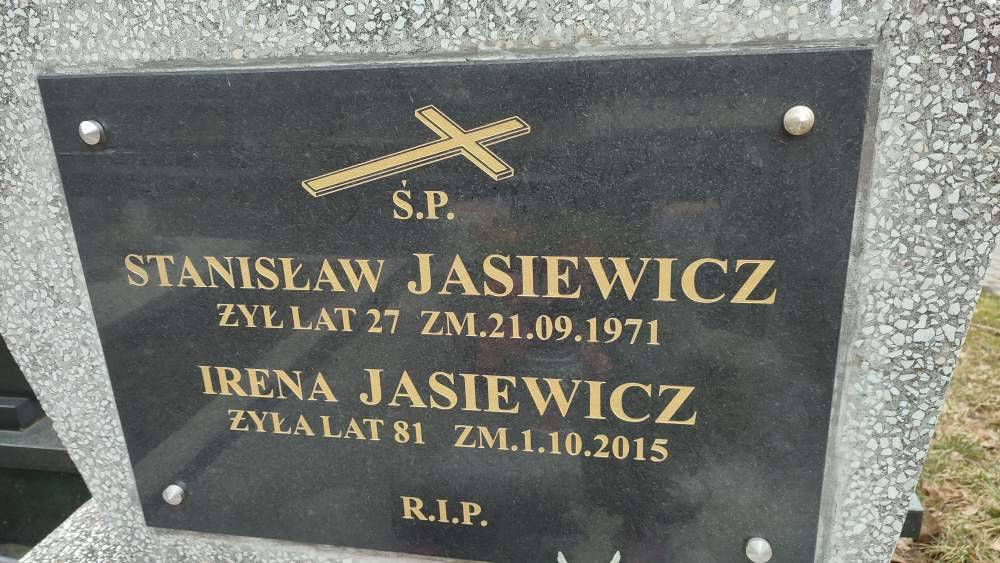 Ś.P.
STANISŁAW JASIEWICZ
ŻYŁ LAT 27 ZM.21.09.1971
IRENA JASIEWICZ
ŻYŁA LAT 81 ZM.1.10.2015
R.I.P.